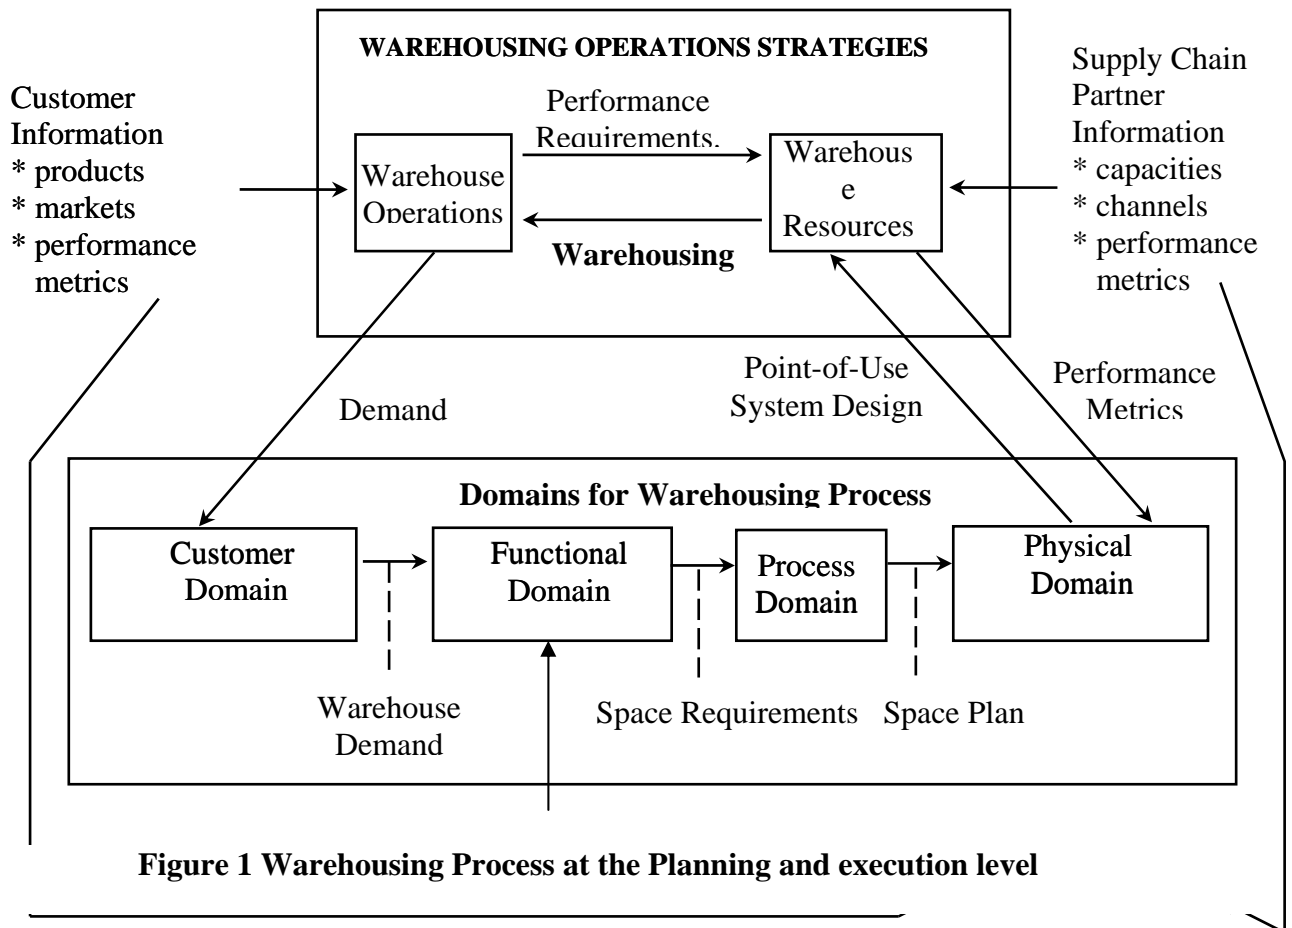 WAREHOUSING OPERATIONS STRATEGIES
Customer
Information
* products
* markets
* performance
metrics
Performance
Requirements,
Warehouse
Operations
Warehous
e
Resources
Warehousing
Supply Chain
Partner
Information
* capacities
* channels
* performance
metrics
Demand
Point-of-Use
System Design
Performance
Metrics
Domains for Warehousing Process
Customer
Domain
Functional
Domain
Process
Domain
Physical
Domain
Warehouse
Demand
Space Requirements
Space Plan
Figure 1 Warehousing Process at the Planning and execution level